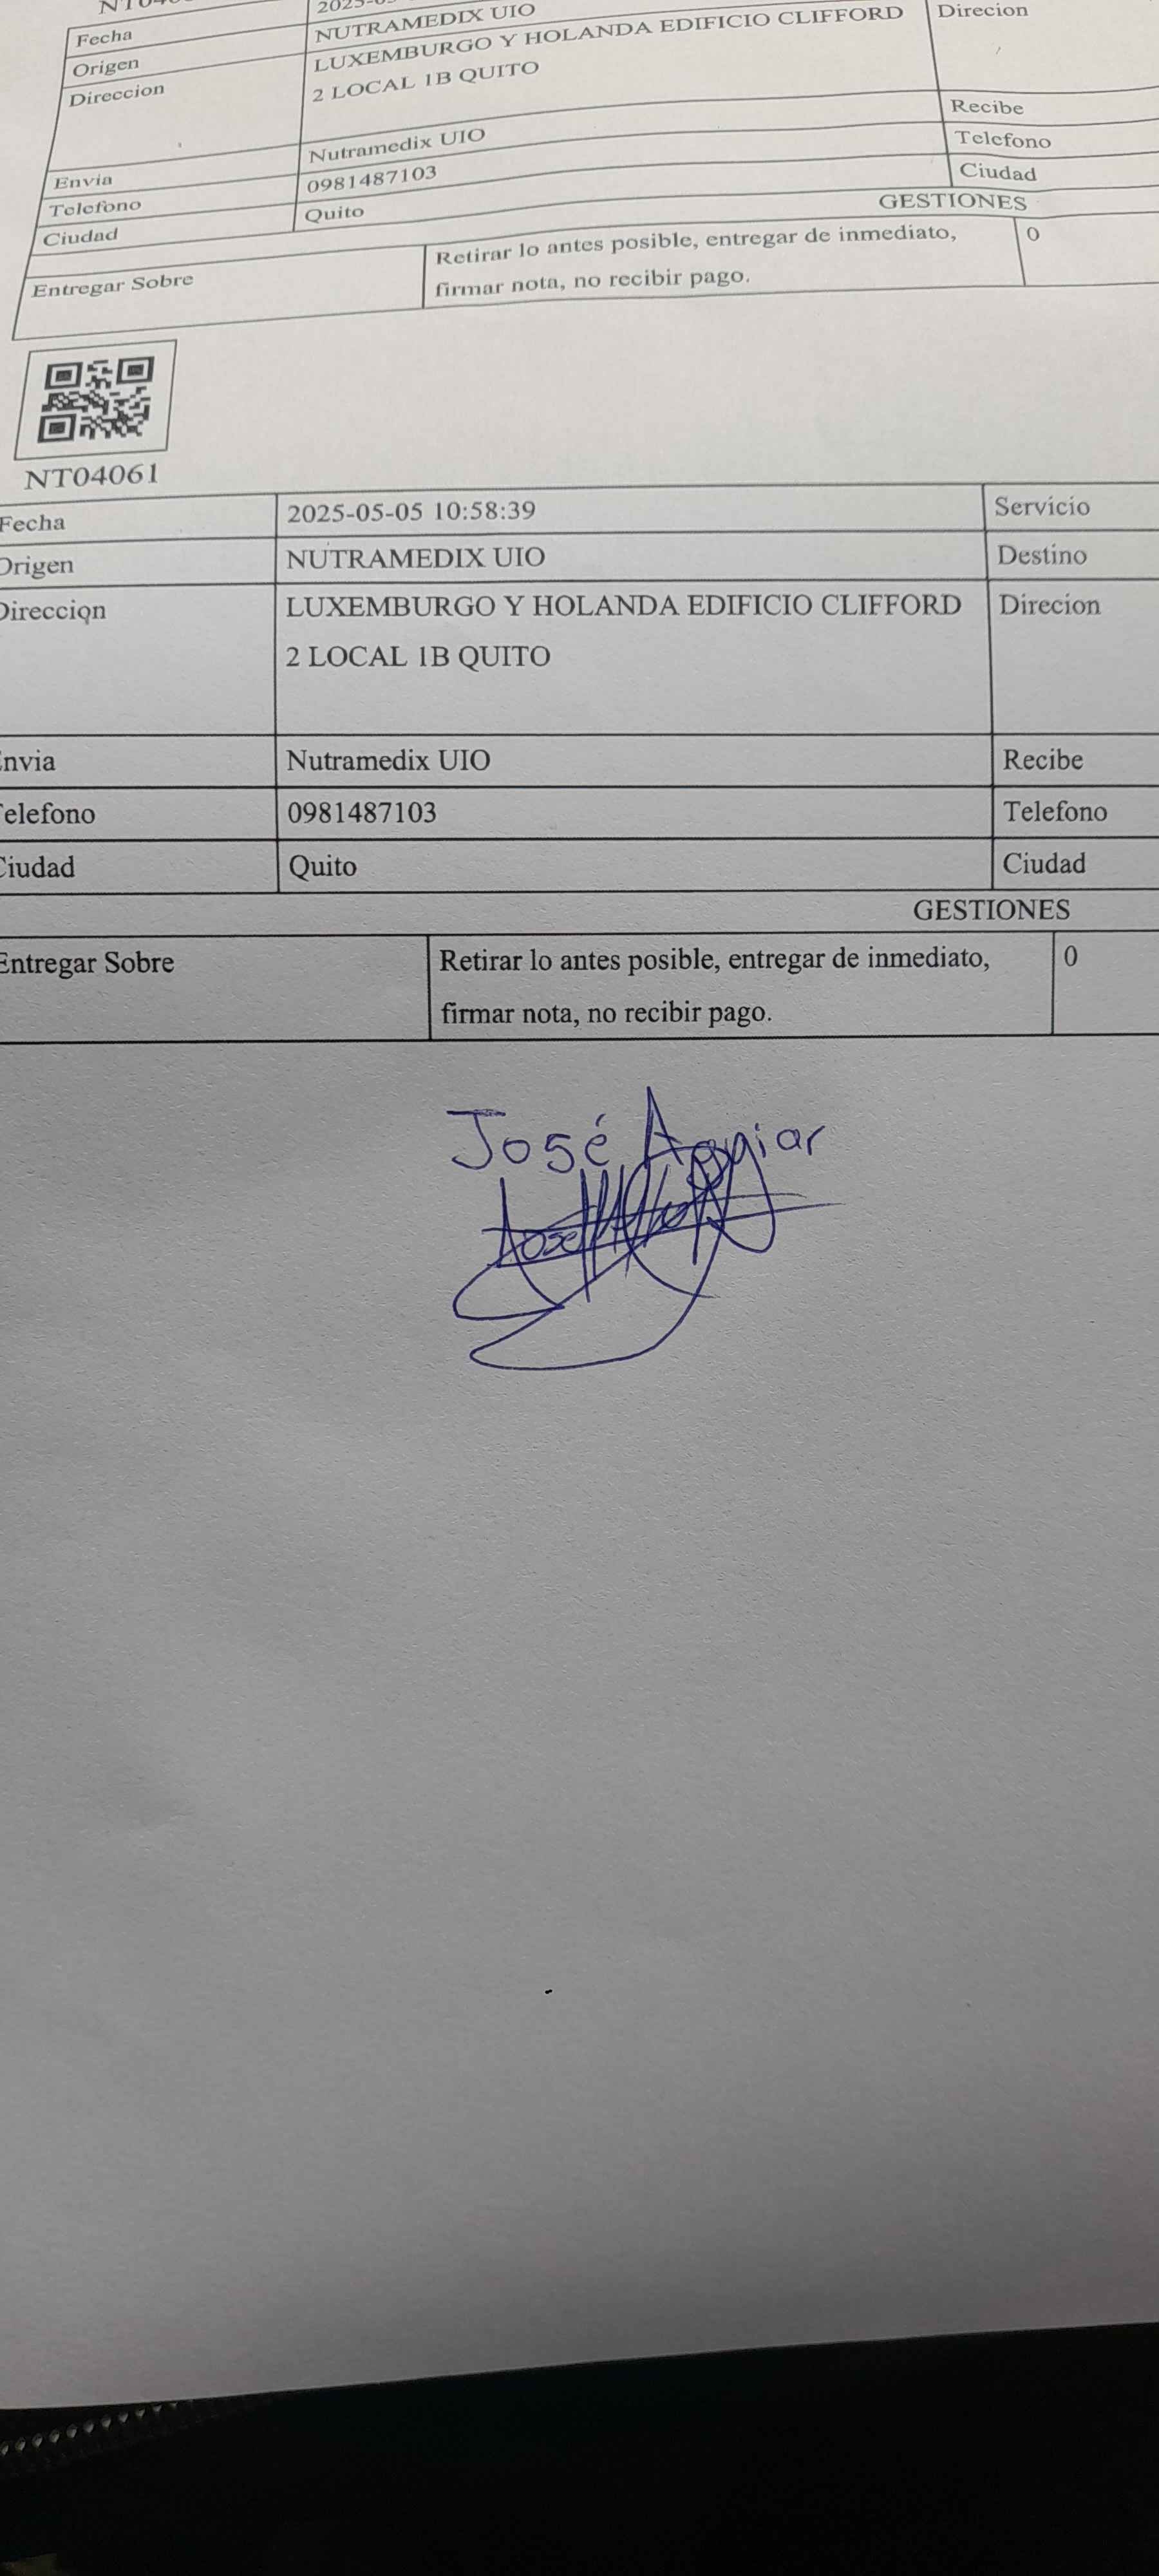 Fecha
Origen NUTRAMEDIX UIO
Direccion LUXEMBURGO Y HOLANDA EDIFICIO CLIFFORD Direcion
2 LOCAL 1B QUITO
Envia Nutramedix UIO Recibe
Telefono 0981487103 Telefono
Ciudad Quito Ciudad
GESTIONES
Entregar Sobre Retirar lo antes posible, entregar de inmediato, 0
firmar nota, no recibir pago.
NT04061
Fecha 2025-05-05 10:58:39 Servicio
Origen NUTRAMEDIX UIO Destino
Direccion LUXEMBURGO Y HOLANDA EDIFICIO CLIFFORD Direcion
2 LOCAL 1B QUITO
Envia Nutramedix UIO Recibe
Telefono 0981487103 Telefono
Ciudad Quito Ciudad
GESTIONES
Entregar Sobre Retirar lo antes posible, entregar de inmediato, 0
firmar nota, no recibir pago.
José Aguiar